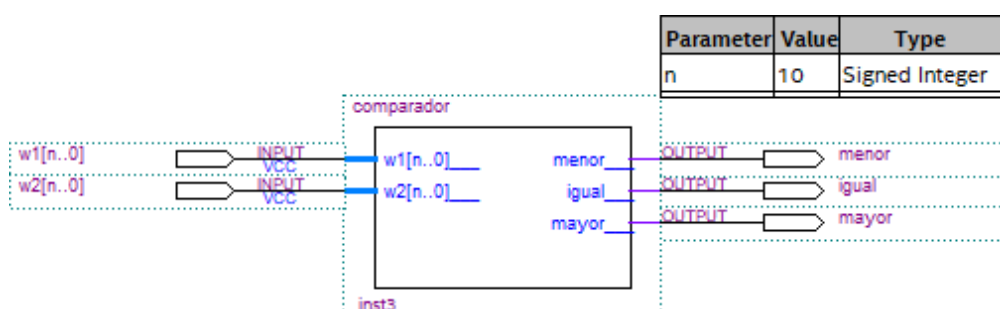 Parameter Value Type
n 10 Signed Integer
comparador
w1[n..0] INPUT VCC w1[n..0] menor OUTPUT menor
w2[n..0] INPUT VCC w2[n..0] igual OUTPUT igual
mayor OUTPUT mayor
inst3